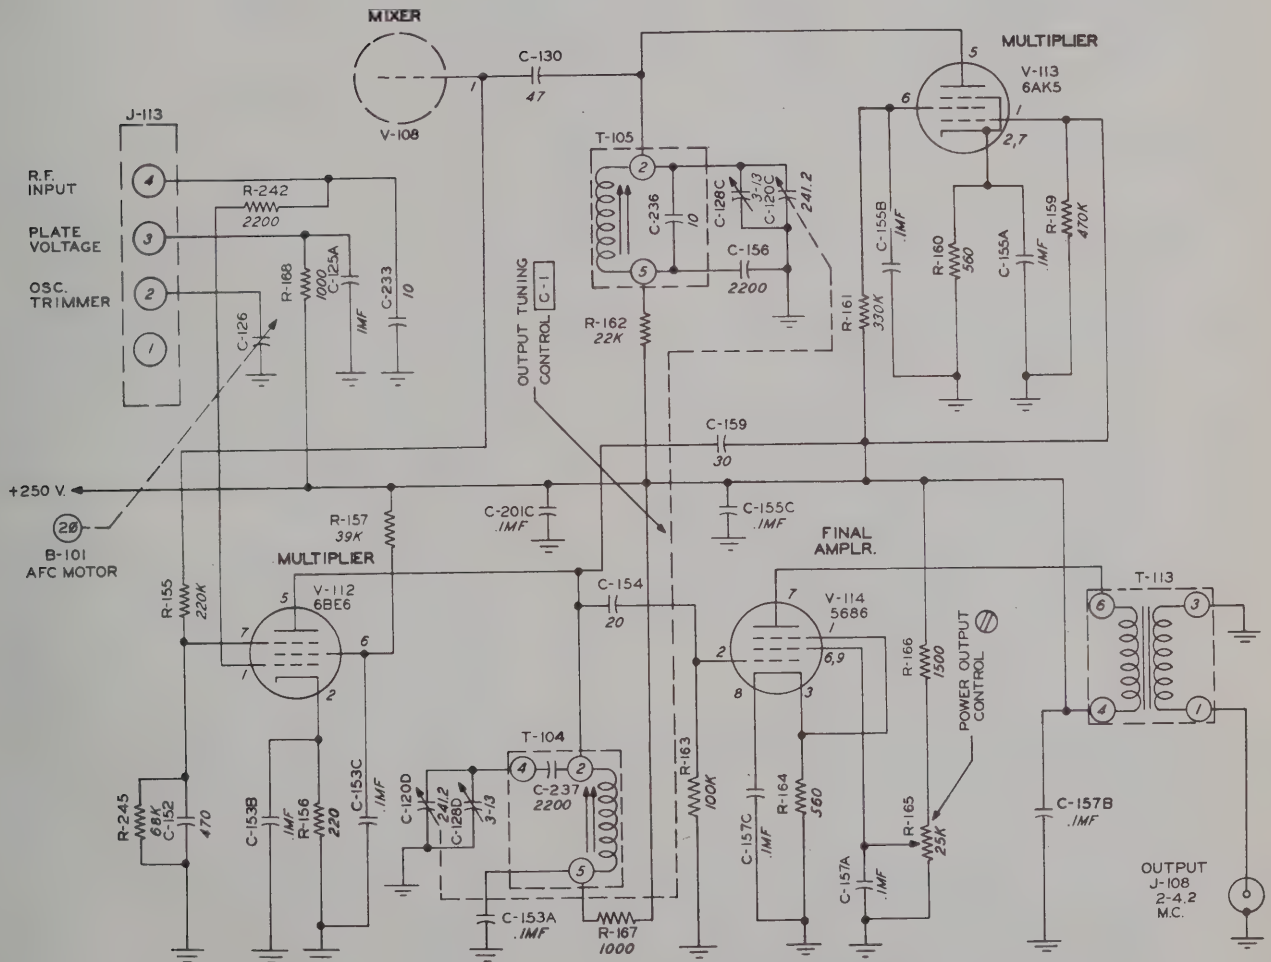 MIXER
C-130
47
1
V-108
MULTIPLIER
V-113
6AK5
5
6
1
2,7
J-113
4
3
2
1
R.F.
INPUT
PLATE
VOLTAGE
OSC.
TRIMMER
R-242
2200
R-168
1000
C-125A
1MF
C-233
10
C-126
T-105
2
5
C-236
10
C-128C
3-13
C-120C
241.2
C-156
2200
R-162
22K
OUTPUT TUNING
CONTROL C-1
C-155B
.1MF
R-161
330K
R-160
560
C-155A
.1MF
R-159
470K
C-159
30
+250 V.
20
B-101
AFC MOTOR
R-157
39K
C-201C
.1MF
C-155C
.1MF
R-155
220K
MULTIPLIER
V-112
6BE6
5
7
1
6
2
C-154
20
FINAL
AMPLR.
V-114
5686
7
1
2
6,9
8
3
R-166
1500
POWER OUTPUT
CONTROL
T-113
6
3
4
1
R-245
68K
C-152
470
C-153B
.1MF
R-156
220
C-153C
.1MF
T-104
4
2
5
C-237
2200
C-120D
241.2
C-128D
3-13
C-153A
.1MF
R-167
1000
R-163
100K
C-157C
.1MF
R-164
560
C-157A
.1MF
R-165
25K
C-157B
.1MF
OUTPUT
J-108
2-4.2
M.C.